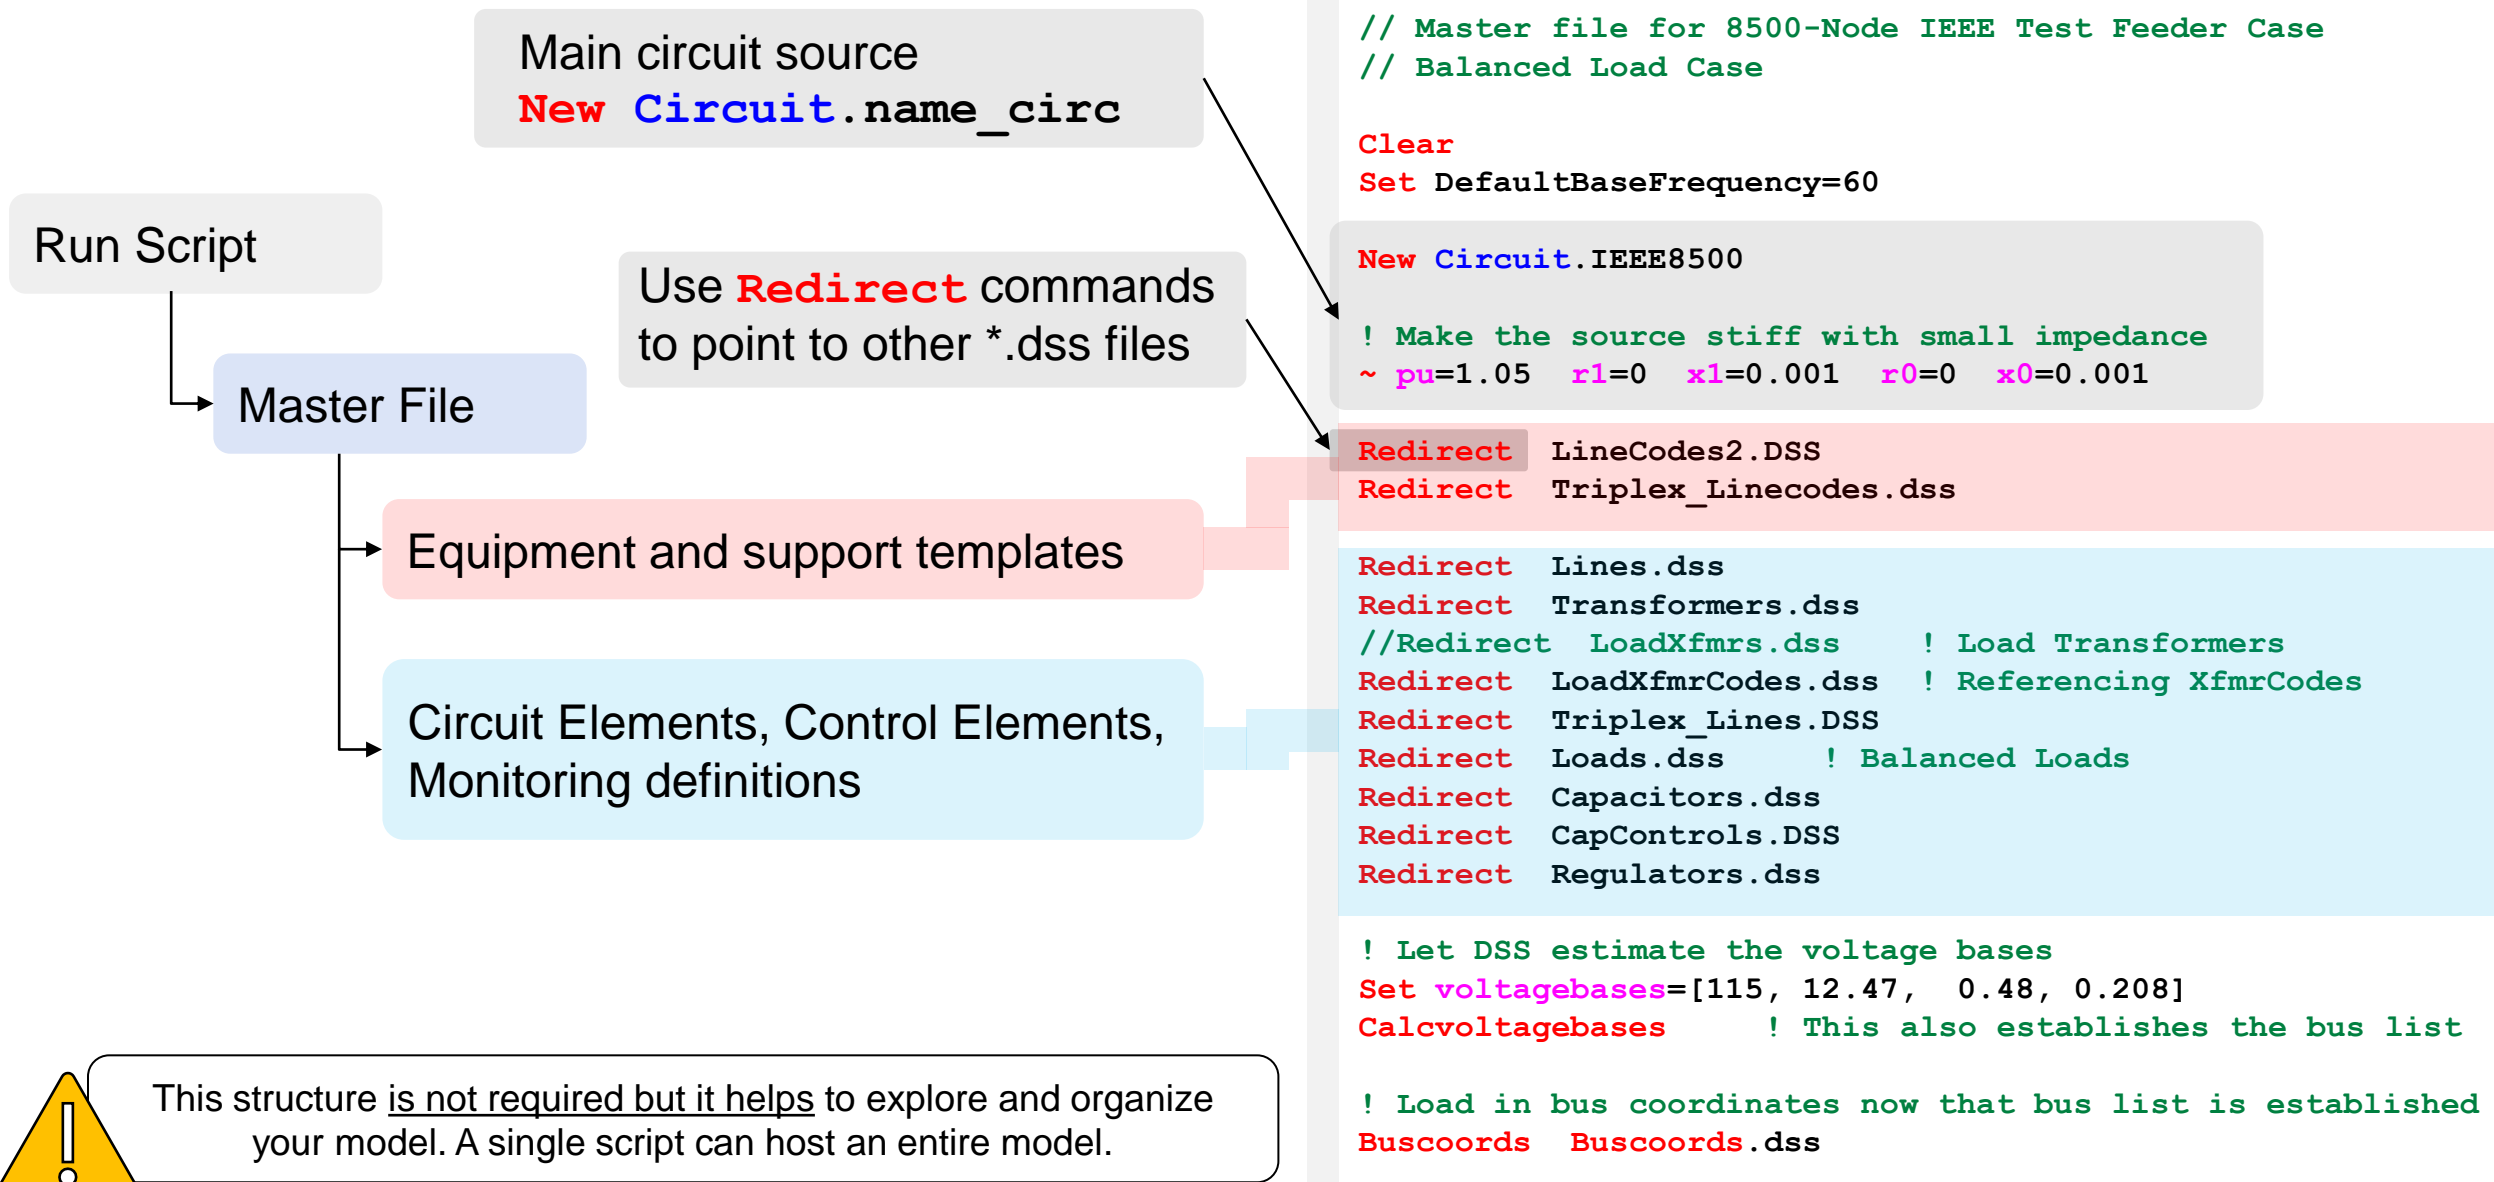 Main circuit source
New Circuit.name_circ
Run Script
Use Redirect commands
to point to other *.dss files
Master File
Equipment and support templates
Circuit Elements, Control Elements,
Monitoring definitions
This structure is not required but it helps to explore and organize
your model. A single script can host an entire model.
// Master file for 8500-Node IEEE Test Feeder Case
// Balanced Load Case
Clear
Set DefaultBaseFrequency=60
New Circuit.IEEE8500
! Make the source stiff with small impedance
~ pu=1.05  r1=0  x1=0.001  r0=0  x0=0.001
Redirect  LineCodes2.DSS
Redirect  Triplex_Linecodes.dss
Redirect  Lines.dss
Redirect  Transformers.dss
//Redirect  LoadXfmrs.dss    ! Load Transformers
Redirect  LoadXfmrCodes.dss  ! Referencing XfmrCodes
Redirect  Triplex_Lines.DSS
Redirect  Loads.dss     ! Balanced Loads
Redirect  Capacitors.dss
Redirect  CapControls.DSS
Redirect  Regulators.dss
! Let DSS estimate the voltage bases
Set voltagebases=[115, 12.47,  0.48, 0.208]
Calcvoltagebases     ! This also establishes the bus list
! Load in bus coordinates now that bus list is established
Buscoords  Buscoords.dss